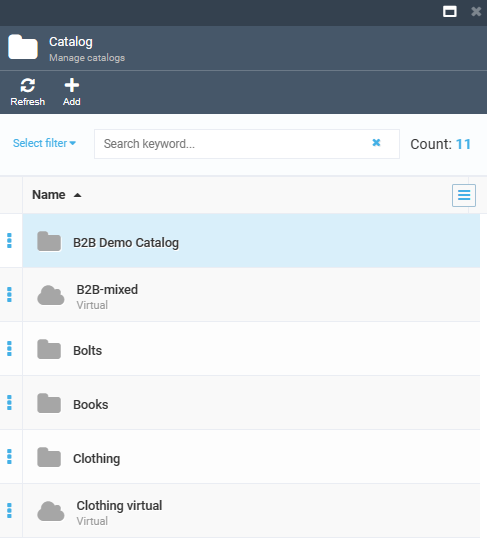 Catalog
Manage catalogs
Refresh Add
Select filter Search keyword... Count: 11
Name
B2B Demo Catalog
B2B-mixed
Virtual
Bolts
Books
Clothing
Clothing virtual
Virtual